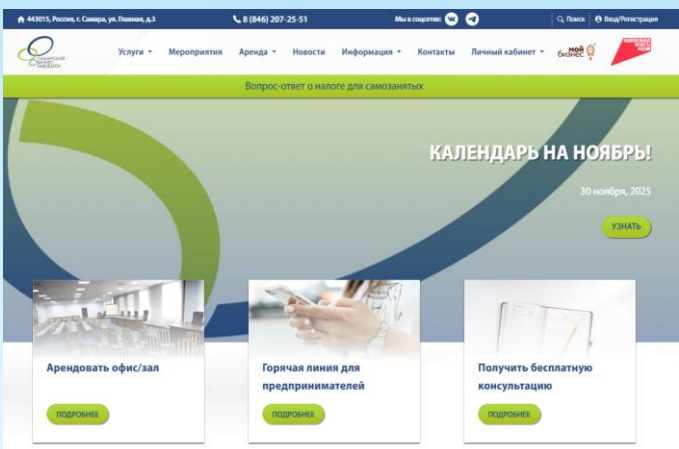 443015, Россия, г. Самара, ул. Главная, д.3
8 (846) 207-25-51
Мы в соцсетях:
Поиск
Вход/Регистрация
САМАРСКИЙ
БИЗНЕС
Услуги
Мероприятия
Аренда
Новости
Информация
Контакты
Личный кабинет
мой
бизнес
Вопрос-ответ о налоге для самозанятых
КАЛЕНДАРЬ НА НОЯБРЬ!
30 ноября, 2025
УЗНАТЬ
Арендовать офис/зал
ПОДРОБНЕЕ
Горячая линия для
предпринимателей
ПОДРОБНЕЕ
Получить бесплатную
консультацию
ПОДРОБНЕЕ